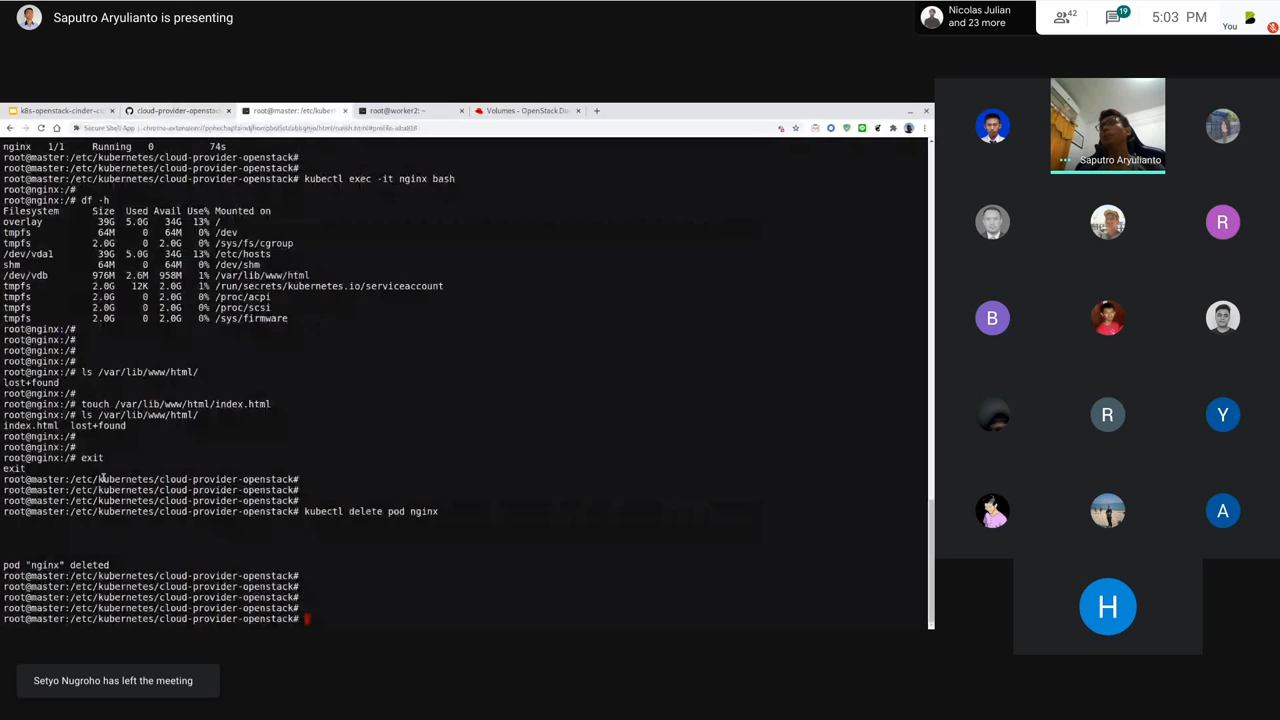 Saputro Aryulianto is presenting
Nicolas Julian
and 23 more
42
19
5:03 PM
You
k8s-openstack-cinder-c
cloud-provider-openstack
root@master: /etc/kuber
root@worker2: ~
Volumes - OpenStack Da
Secure Shell App
nginx 1/1 Running 0 74s
root@master:/etc/kubernetes/cloud-provider-openstack#
root@master:/etc/kubernetes/cloud-provider-openstack#
root@master:/etc/kubernetes/cloud-provider-openstack# kubectl exec -it nginx bash
root@nginx:/#
root@nginx:/# df -h
Filesystem Size Used Avail Use% Mounted on
overlay 39G 5.0G 34G 13% /
tmpfs 64M 0 64M 0% /dev
tmpfs 2.0G 0 2.0G 0% /sys/fs/cgroup
/dev/vda1 39G 5.0G 34G 13% /etc/hosts
shm 64M 0 64M 0% /dev/shm
/dev/vdb 976M 2.6M 958M 1% /var/lib/www/html
tmpfs 2.0G 12K 2.0G 1% /run/secrets/kubernetes.io/serviceaccount
tmpfs 2.0G 0 2.0G 0% /proc/acpi
tmpfs 2.0G 0 2.0G 0% /proc/scsi
tmpfs 2.0G 0 2.0G 0% /sys/firmware
root@nginx:/#
root@nginx:/#
root@nginx:/#
root@nginx:/#
root@nginx:/# ls /var/lib/www/html/
lost+found
root@nginx:/#
root@nginx:/# touch /var/lib/www/html/index.html
root@nginx:/# ls /var/lib/www/html/
index.html lost+found
root@nginx:/#
root@nginx:/#
root@nginx:/# exit
exit
root@master:/etc/kubernetes/cloud-provider-openstack#
root@master:/etc/kubernetes/cloud-provider-openstack#
root@master:/etc/kubernetes/cloud-provider-openstack#
root@master:/etc/kubernetes/cloud-provider-openstack# kubectl delete pod nginx
pod "nginx" deleted
root@master:/etc/kubernetes/cloud-provider-openstack#
root@master:/etc/kubernetes/cloud-provider-openstack#
root@master:/etc/kubernetes/cloud-provider-openstack#
root@master:/etc/kubernetes/cloud-provider-openstack#
root@master:/etc/kubernetes/cloud-provider-openstack#
Saputro Aryulianto
R
B
R
Y
A
H
Setyo Nugroho has left the meeting